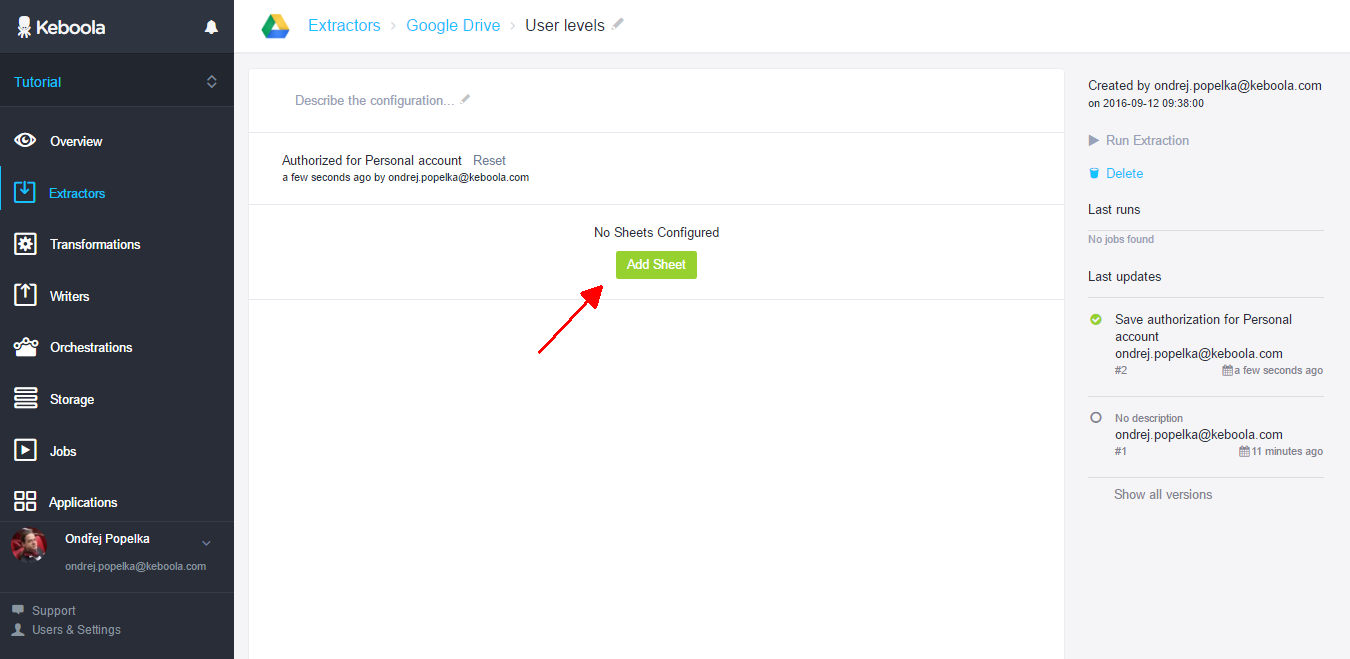 Keboola
Tutorial
Overview
Extractors
Transformations
Writers
Orchestrations
Storage
Jobs
Applications
Ondřej Popelka
ondrej.popelka@keboola.com
Support
Users & Settings
Extractors › Google Drive › User levels
Describe the configuration...
Authorized for Personal account Reset
a few seconds ago by ondrej.popelka@keboola.com
No Sheets Configured
Add Sheet
Created by ondrej.popelka@keboola.com
on 2016-09-12 09:38:00
Run Extraction
Delete
Last runs
No jobs found
Last updates
Save authorization for Personal
account
ondrej.popelka@keboola.com
#2 a few seconds ago
No description
ondrej.popelka@keboola.com
#1 11 minutes ago
Show all versions